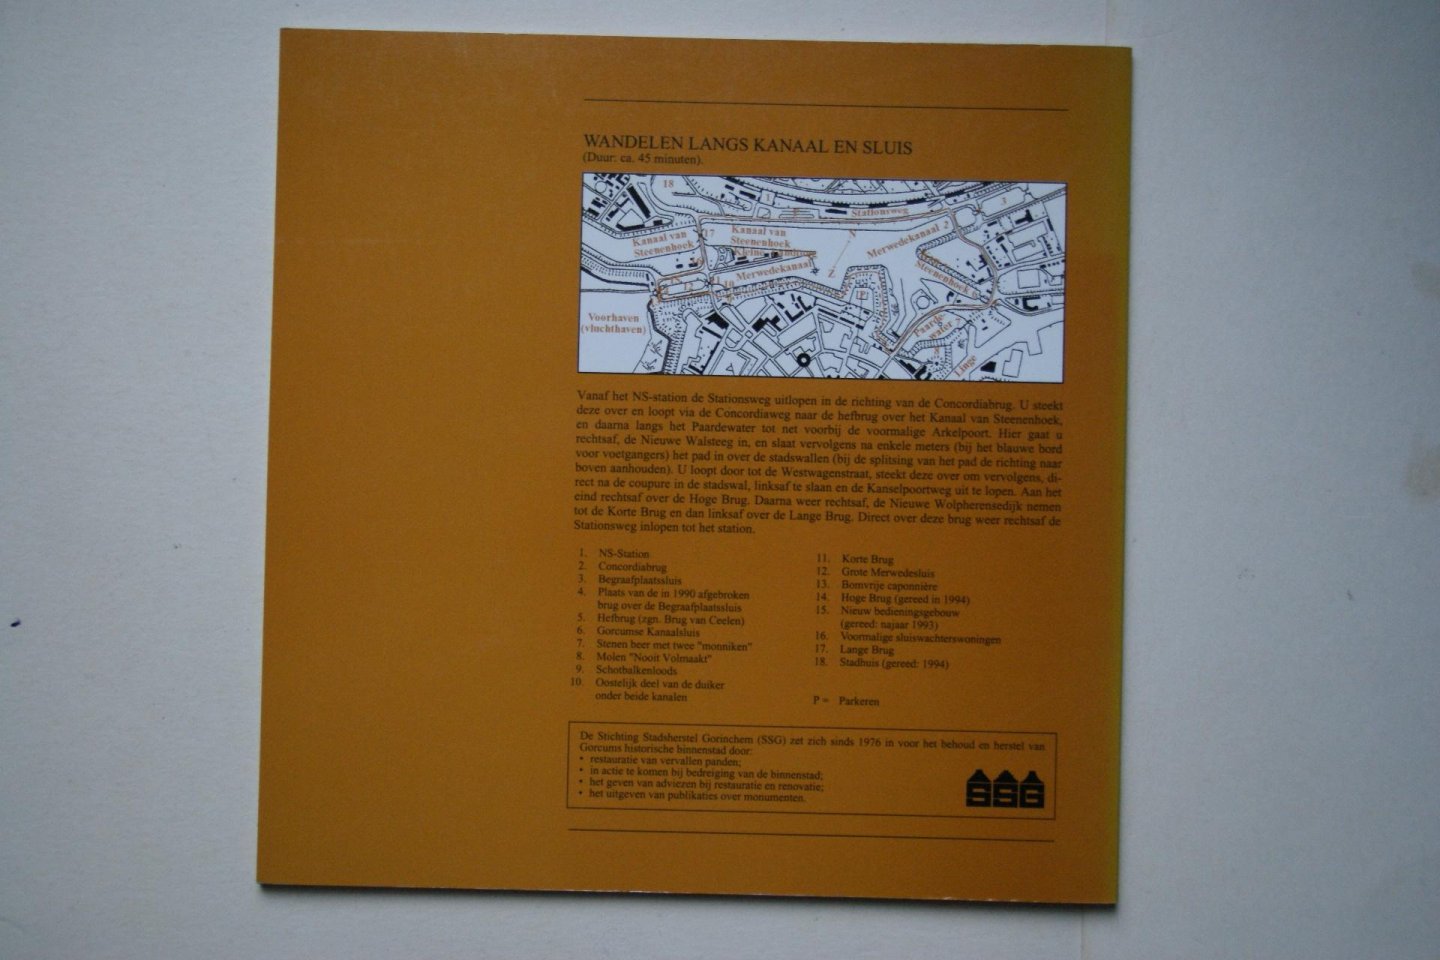 WANDELEN LANGS KANAAL EN SLUIS
(Duur: ca. 45 minuten).
18
1
Stationsweg
3
17
Kanaal van
Steenenhoek
Kanaal van
Steenenhoek
Merwedekanaal 2
N
Z
Merwedekanaal
Steenenhoek 6
12
11
10
Voorhaven
(vluchthaven)
Paarde-
water
8
Linge
Vanaf het NS-station de Stationsweg uitlopen in de richting van de Concordiabrug. U steekt
deze over en loopt via de Concordiaweg naar de hefbrug over het Kanaal van Steenenhoek,
en daarna langs het Paardewater tot net voorbij de voormalige Arkelpoort. Hier gaat u
rechtsaf, de Nieuwe Walsteeg in, en slaat vervolgens na enkele meters (bij het blauwe bord
voor voetgangers) het pad in over de stadswallen (bij de splitsing van het pad de richting naar
boven aanhouden). U loopt door tot de Westwagenstraat, steekt deze over om vervolgens, di-
rect na de coupure in de stadswal, linksaf te slaan en de Kanselpoortweg uit te lopen. Aan het
eind rechtsaf over de Hoge Brug. Daarna weer rechtsaf, de Nieuwe Wolpherensedijk nemen
tot de Korte Brug en dan linksaf over de Lange Brug. Direct over deze brug weer rechtsaf de
Stationsweg inlopen tot het station.
1. NS-Station
2. Concordiabrug
3. Begraafplaatssluis
4. Plaats van de in 1990 afgebroken
brug over de Begraafplaatssluis
5. Hefbrug (zgn. Brug van Ceelen)
6. Gorcumse Kanaalsluis
7. Stenen beer met twee "monniken"
8. Molen "Nooit Volmaakt"
9. Schotbalkenloods
10. Oostelijk deel van de duiker
onder beide kanalen
11. Korte Brug
12. Grote Merwedesluis
13. Bomvrije caponnière
14. Hoge Brug (gereed in 1994)
15. Nieuw bedieningsgebouw
(gereed: najaar 1993)
16. Voormalige sluiswachterswoningen
17. Lange Brug
18. Stadhuis (gereed: 1994)
P = Parkeren
De Stichting Stadsherstel Gorinchem (SSG) zet zich sinds 1976 in voor het behoud en herstel van
Gorcums historische binnenstad door:
• restauratie van vervallen panden;
• in actie te komen bij bedreiging van de binnenstad;
• het geven van adviezen bij restauratie en renovatie;
• het uitgeven van publikaties over monumenten.
SSG